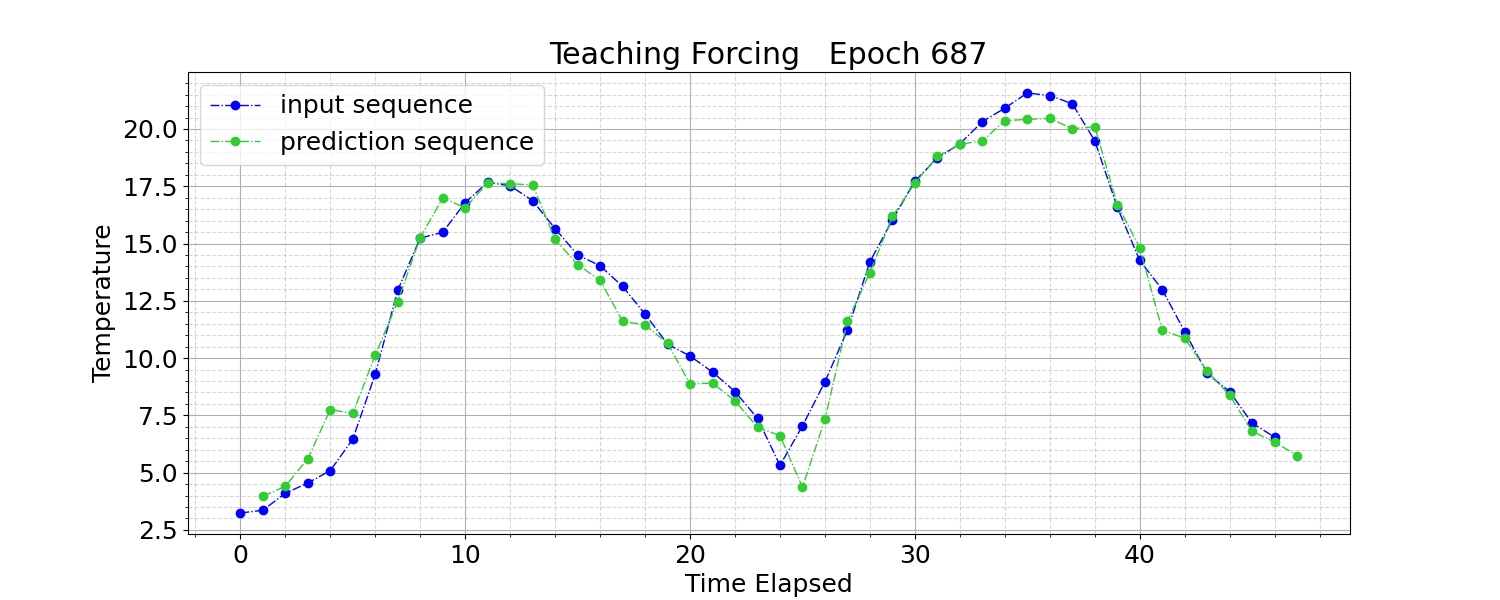 Teaching Forcing   Epoch 687
input sequence
prediction sequence
20.0
17.5
15.0
12.5
10.0
7.5
5.0
2.5
Temperature
0 10 20 30 40
Time Elapsed